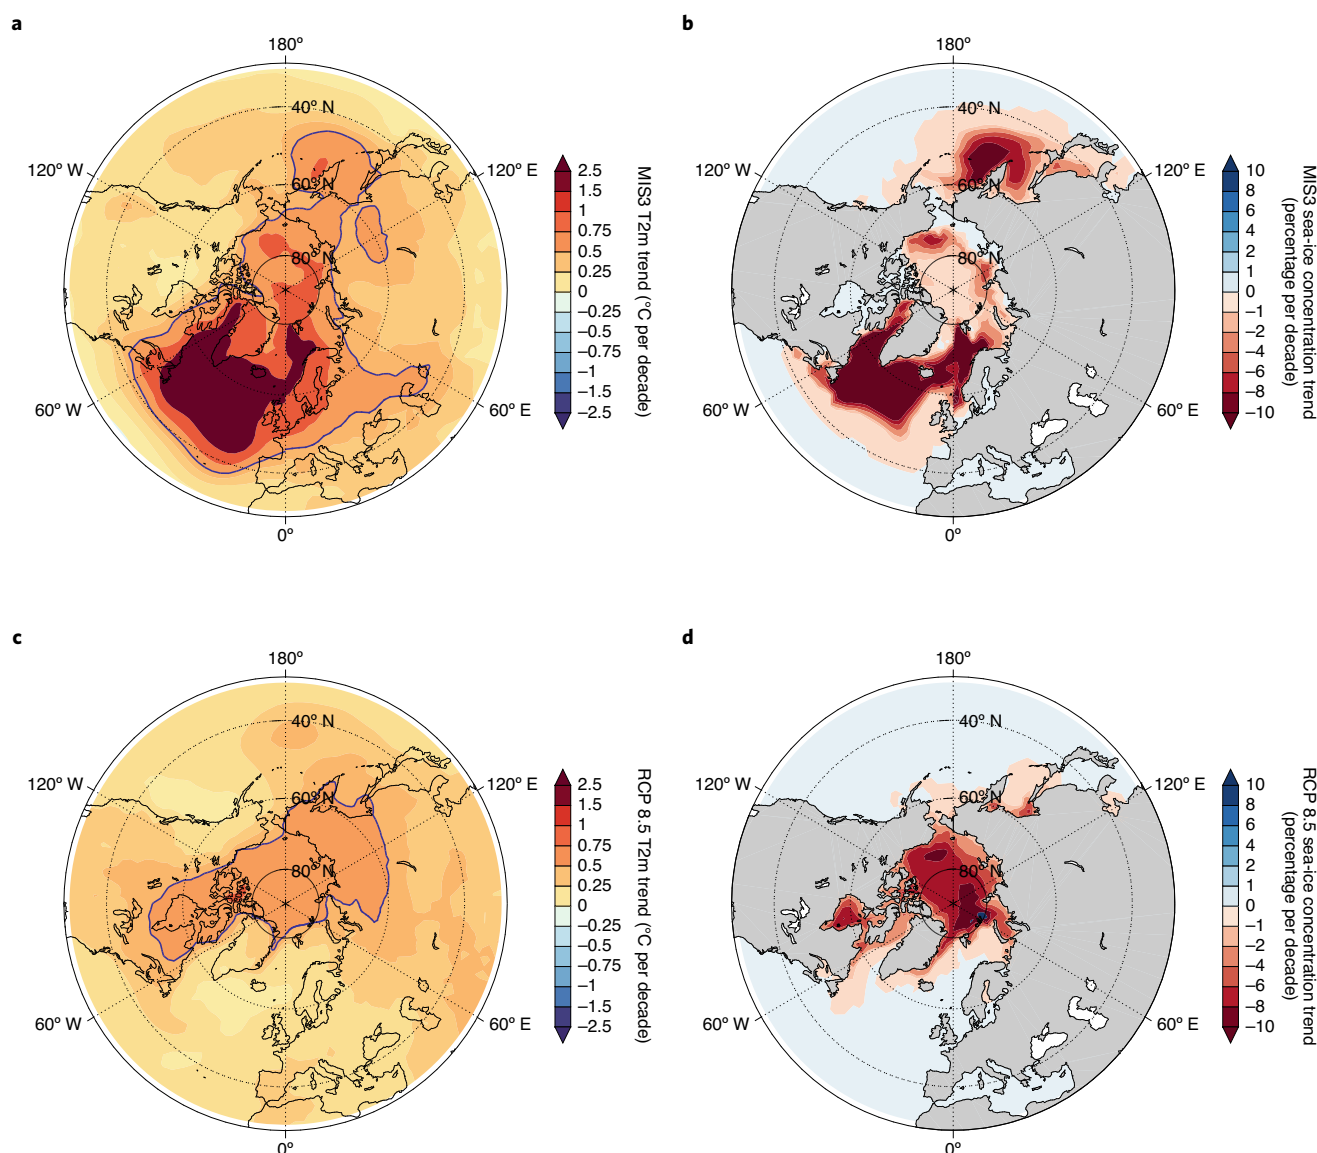 a
180°
40° N
60° N
80° N
120° W
120° E
60° W
60° E
0°
2.5
1.5
1
0.75
0.5
0.25
0
–0.25
–0.5
–0.75
–1
–1.5
–2.5
MIS3 T2m trend (°C per decade)
b
180°
40° N
60° N
80° N
120° W
120° E
60° W
60° E
0°
10
8
6
4
2
1
0
–1
–2
–4
–6
–8
–10
MIS3 sea-ice concentration trend
(percentage per decade)
c
180°
40° N
60° N
80° N
120° W
120° E
60° W
60° E
0°
2.5
1.5
1
0.75
0.5
0.25
0
–0.25
–0.5
–0.75
–1
–1.5
–2.5
RCP 8.5 T2m trend (°C per decade)
d
180°
40° N
60° N
80° N
120° W
120° E
60° W
60° E
0°
10
8
6
4
2
1
0
–1
–2
–4
–6
–8
–10
RCP 8.5 sea-ice concentration trend
(percentage per decade)